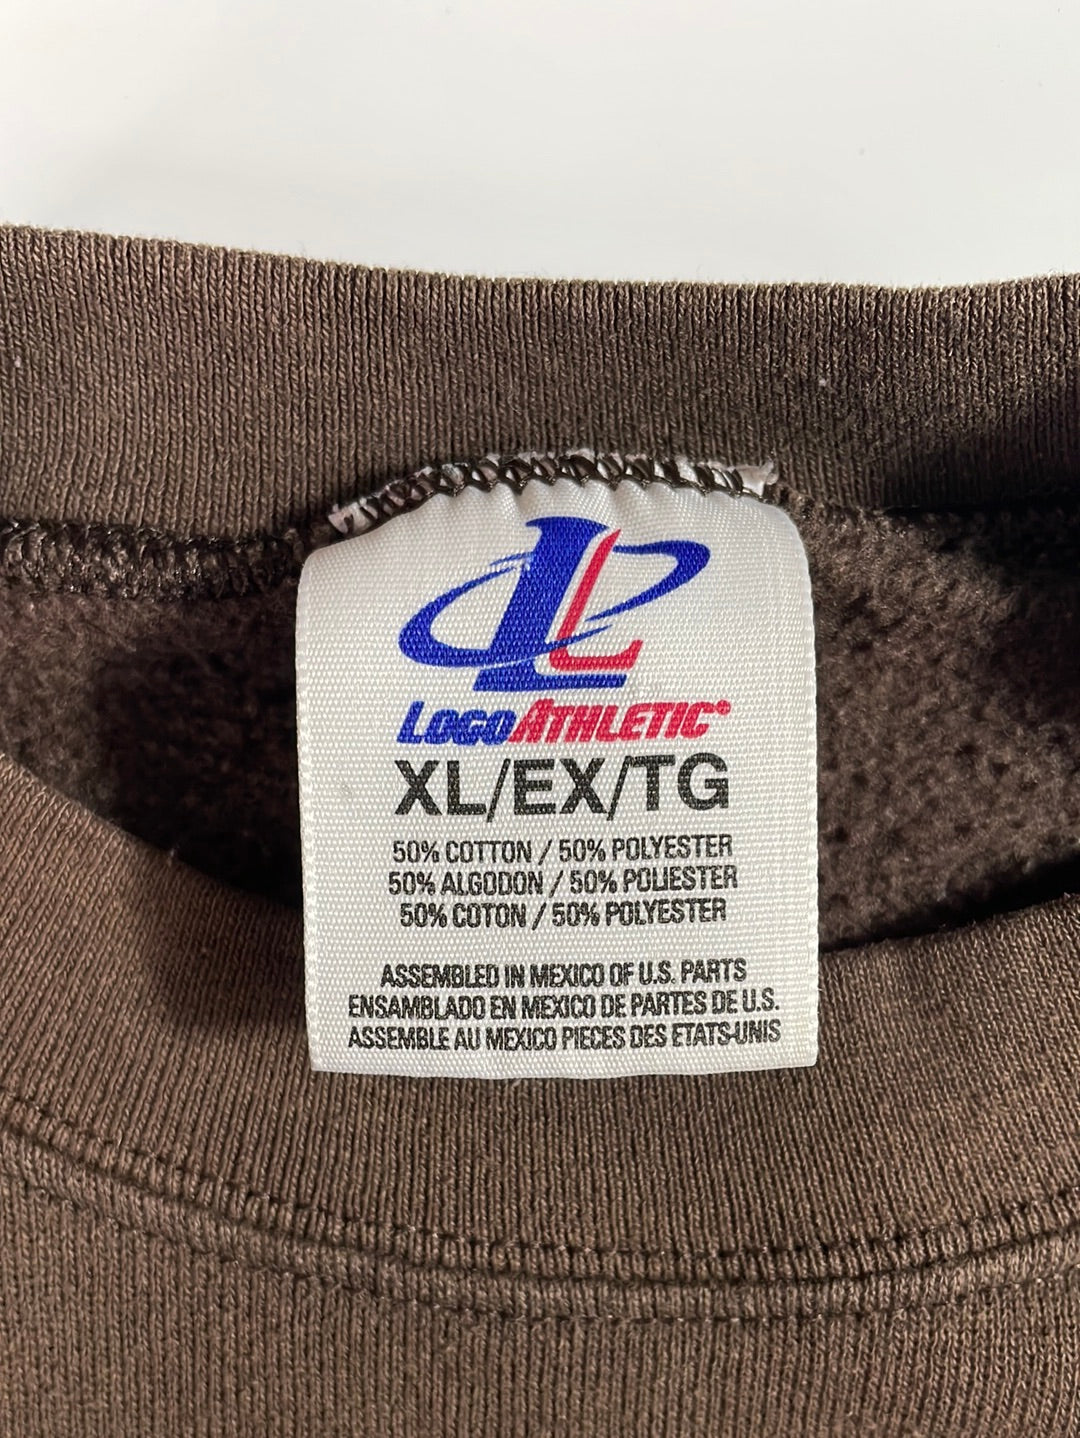 LOGOATHLETIC®
XL/EX/TG
50% COTTON / 50% POLYESTER
50% ALGODON / 50% POLIESTER
50% COTON / 50% POLYESTER
ASSEMBLED IN MEXICO OF U.S. PARTS
ENSAMBLADO EN MEXICO DE PARTES DE U.S.
ASSEMBLE AU MEXICO PIECES DES ETATS-UNIS